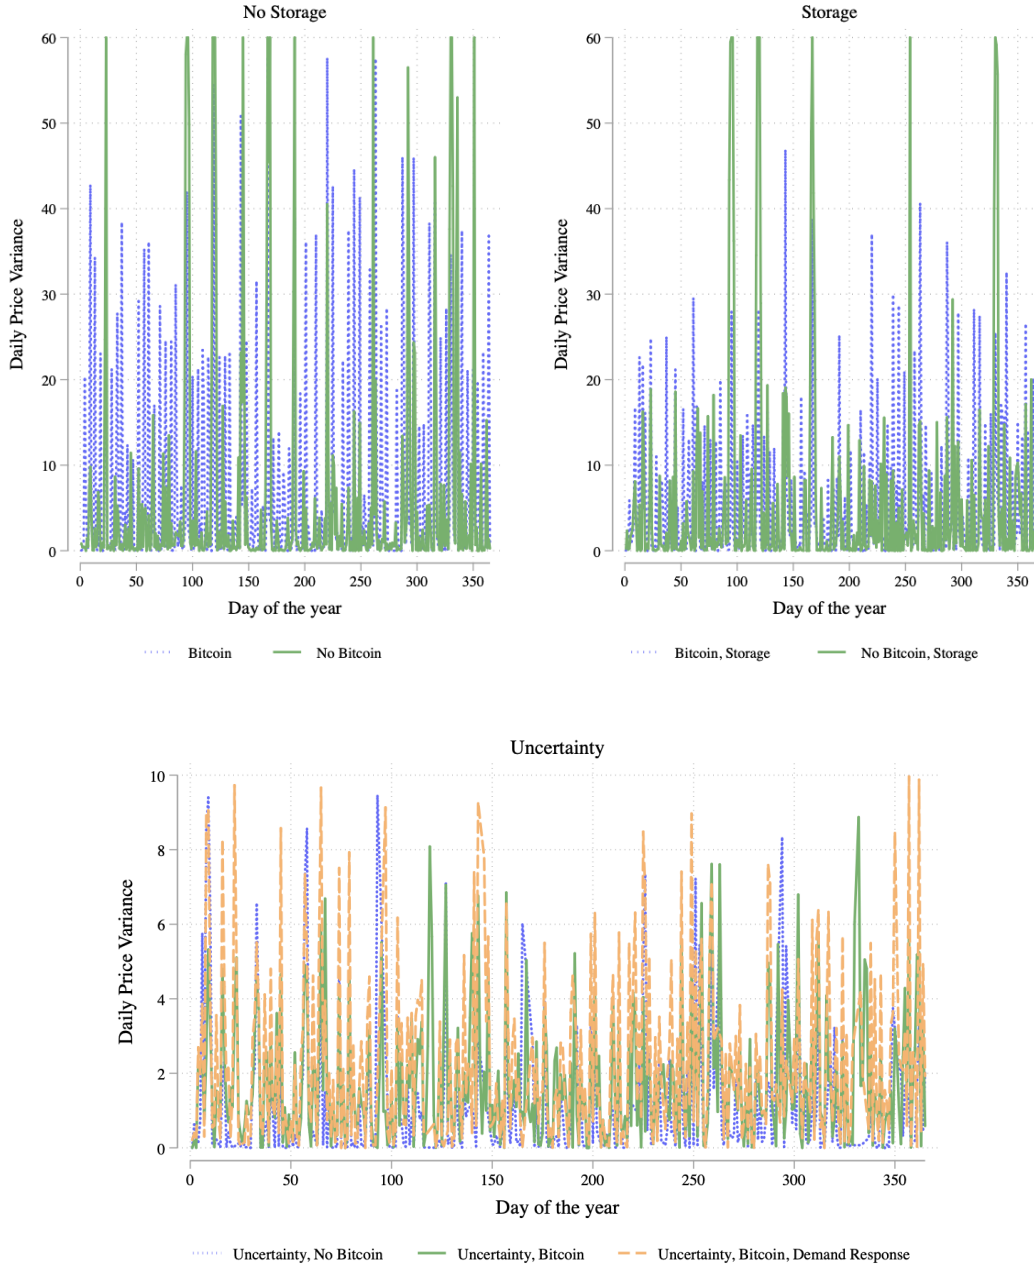 No Storage
60
50
40
30
20
10
0
Daily Price Variance
0 50 100 150 200 250 300 350
Day of the year
Bitcoin No Bitcoin
Storage
60
50
40
30
20
10
0
Daily Price Variance
0 50 100 150 200 250 300 350
Day of the year
Bitcoin, Storage No Bitcoin, Storage
Uncertainty
10
8
6
4
2
0
Daily Price Variance
0 50 100 150 200 250 300 350
Day of the year
Uncertainty, No Bitcoin Uncertainty, Bitcoin Uncertainty, Bitcoin, Demand Response